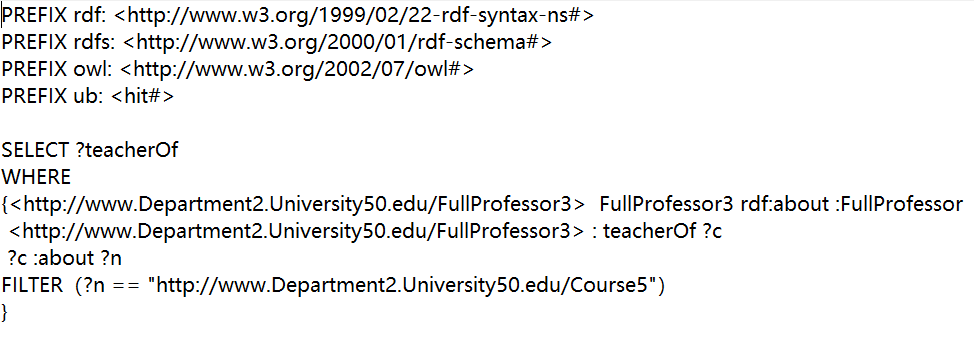 PREFIX rdf: <http://www.w3.org/1999/02/22-rdf-syntax-ns#>
PREFIX rdfs: <http://www.w3.org/2000/01/rdf-schema#>
PREFIX owl: <http://www.w3.org/2002/07/owl#>
PREFIX ub: <hit#>
SELECT ?teacherOf
WHERE
{<http://www.Department2.University50.edu/FullProfessor3>  FullProfessor3 rdf:about :FullProfessor
<http://www.Department2.University50.edu/FullProfessor3> : teacherOf ?c
?c :about ?n
FILTER  (?n == "http://www.Department2.University50.edu/Course5")
}